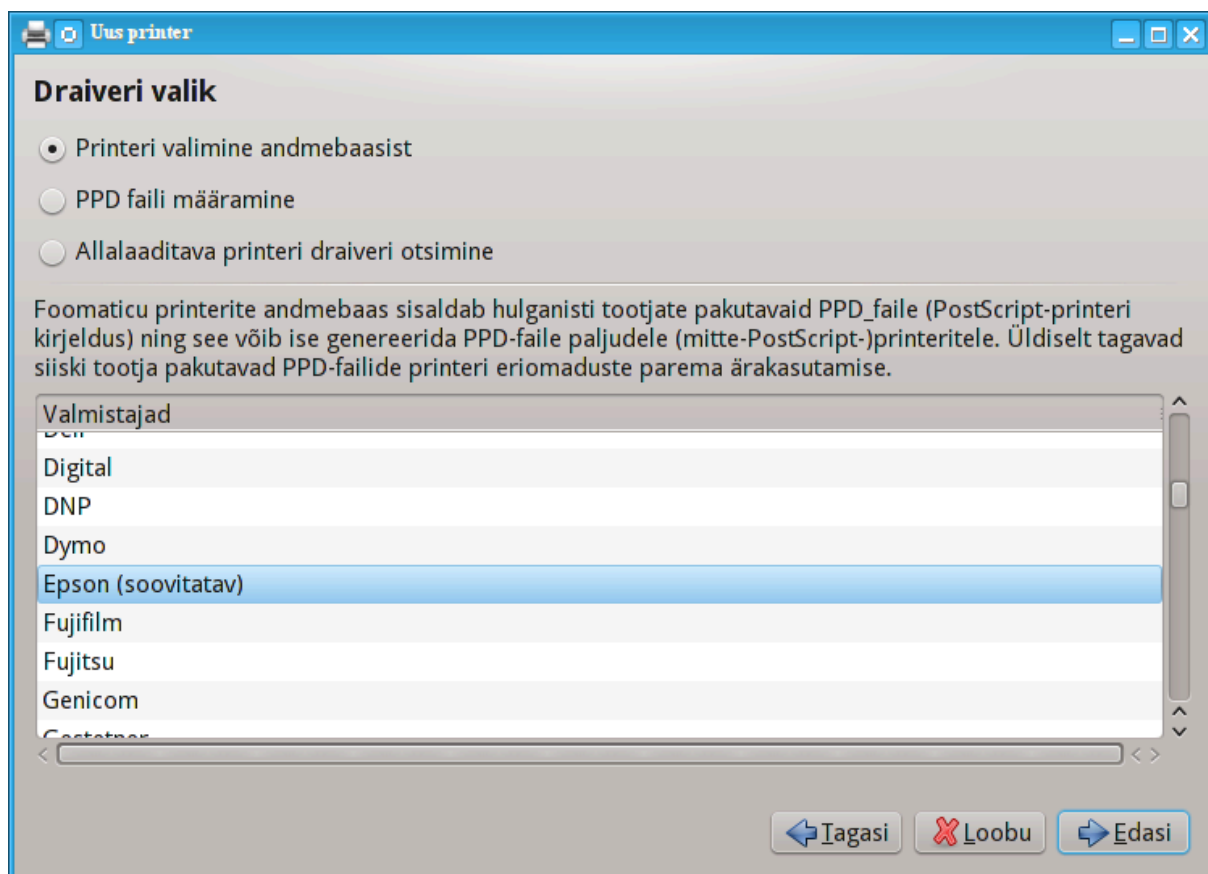 Uus printer
Draiveri valik
Printeri valimine andmebaasist
PPD faili määramine
Allalaaditava printeri draiveri otsimine
Foomaticu printerite andmebaas sisaldab hulganisti tootjate pakutavaid PPD_faile (PostScript-printeri
kirjeldus) ning see võib ise genereerida PPD-faile paljudele (mitte-PostScript-)printeritele. Üldiselt tagavad
siiski tootja pakutavad PPD-failide printeri eriomaduste parema ärakasutamise.
Valmistajad
Dell
Digital
DNP
Dymo
Epson (soovitatav)
Fujifilm
Fujitsu
Genicom
Gestetner
Tagasi
Loobu
Edasi